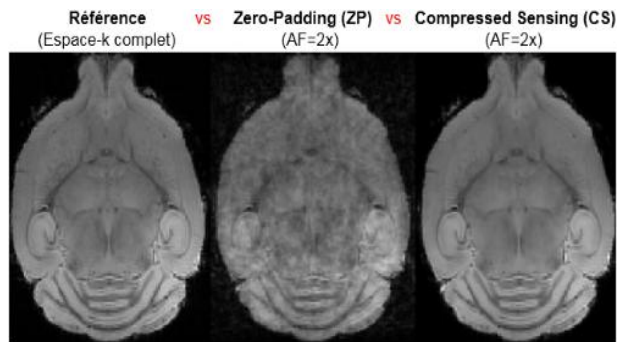 Référence vs Zero-Padding (ZP) vs Compressed Sensing (CS)
(Espace-k complet) (AF=2x) (AF=2x)